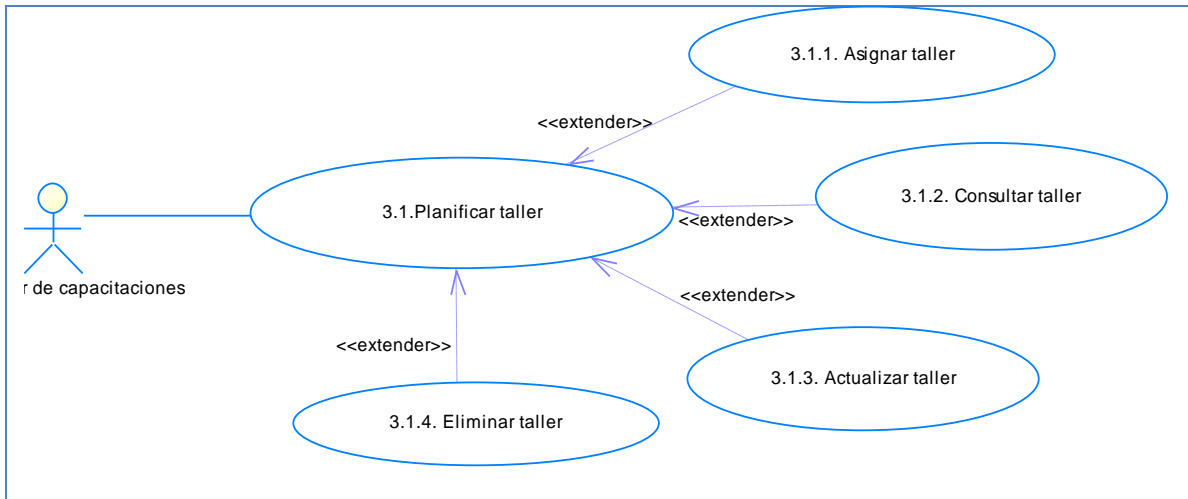 3.1.1. Asignar taller
<<extender>>
3.1.2. Consultar taller
3.1.Planificar taller
<<extender>>
r de capacitaciones
<<extender>>
<<extender>>
3.1.3. Actualizar taller
3.1.4. Eliminar taller